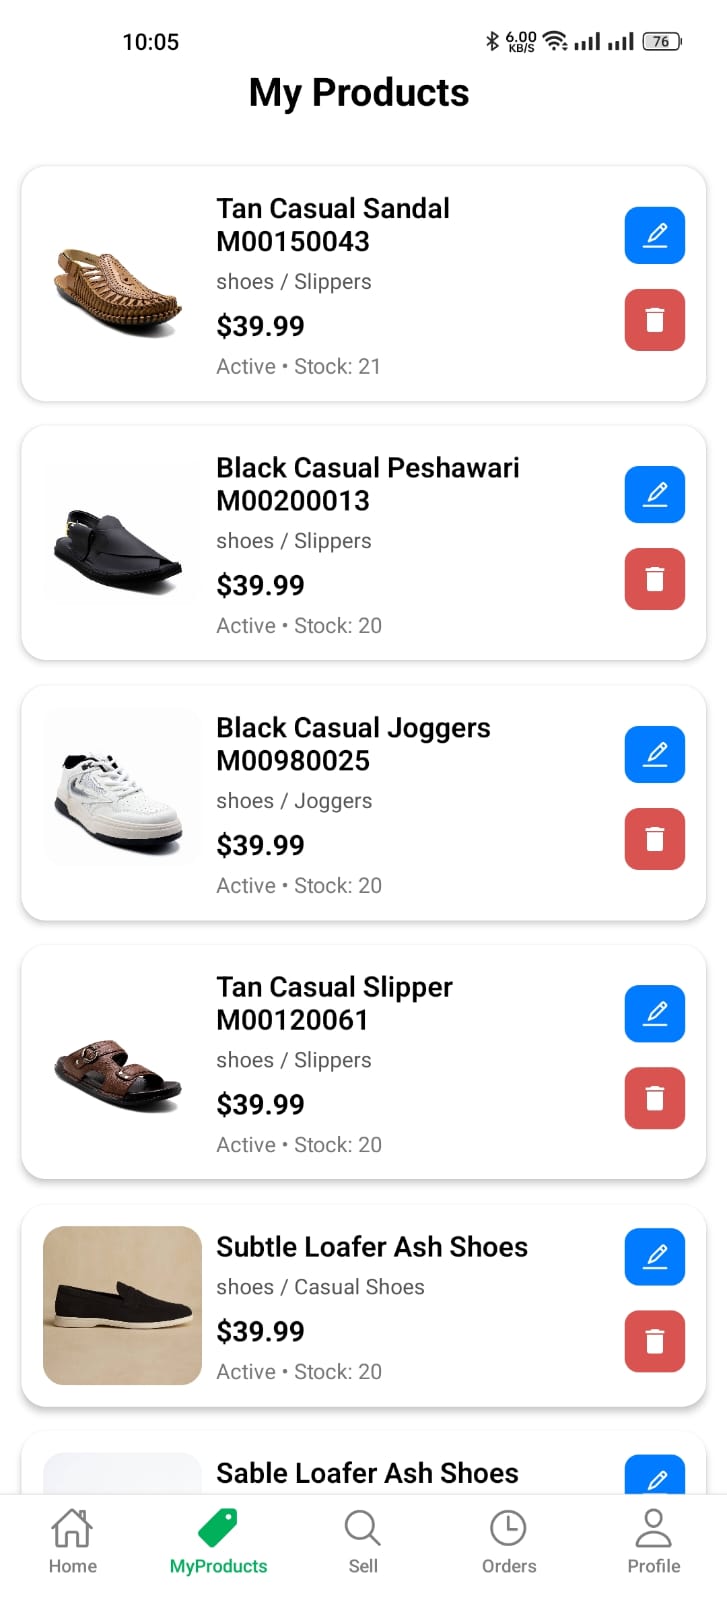 10:05
6.00
KB/S
76
My Products
Tan Casual Sandal
M00150043
shoes / Slippers
$39.99
Active • Stock: 21
Black Casual Peshawari
M00200013
shoes / Slippers
$39.99
Active • Stock: 20
Black Casual Joggers
M00980025
shoes / Joggers
$39.99
Active • Stock: 20
Tan Casual Slipper
M00120061
shoes / Slippers
$39.99
Active • Stock: 20
Subtle Loafer Ash Shoes
shoes / Casual Shoes
$39.99
Active • Stock: 20
Sable Loafer Ash Shoes
Home
MyProducts
Sell
Orders
Profile